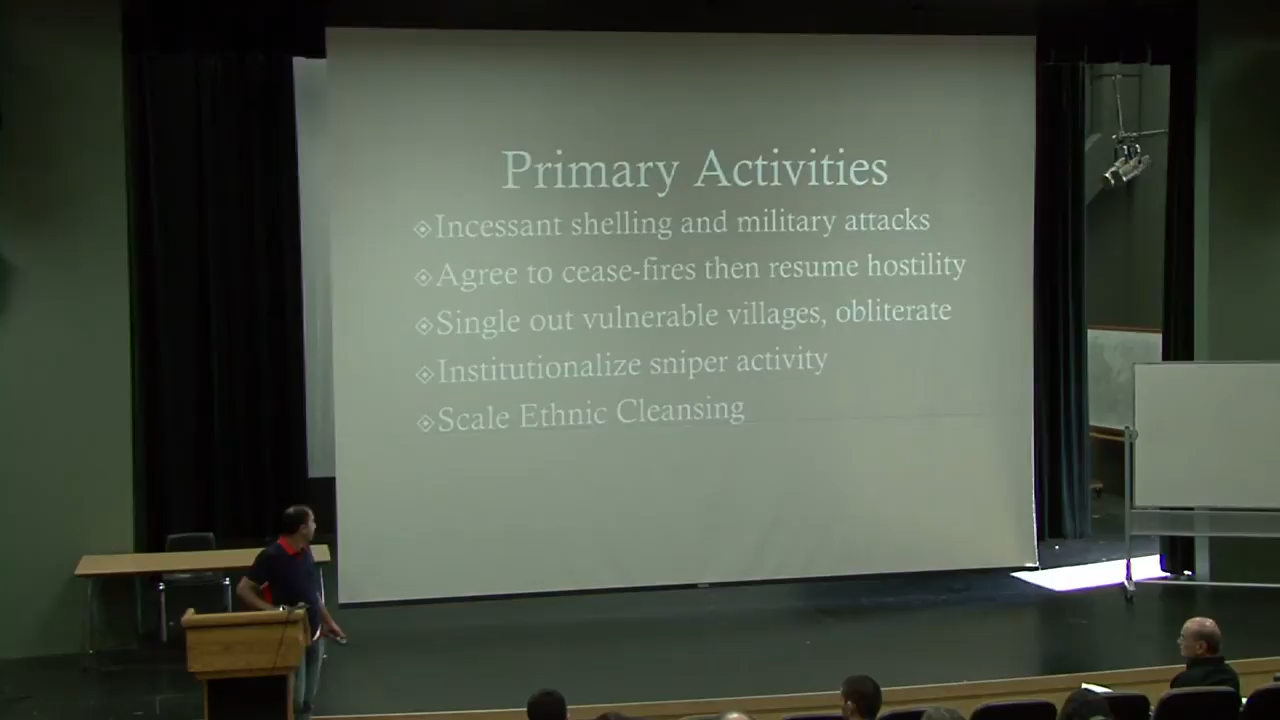 Primary Activities
Incessant shelling and military attacks
Agree to cease-fires then resume hostility
Single out vulnerable villages, obliterate
Institutionalize sniper activity
Scale Ethnic Cleansing